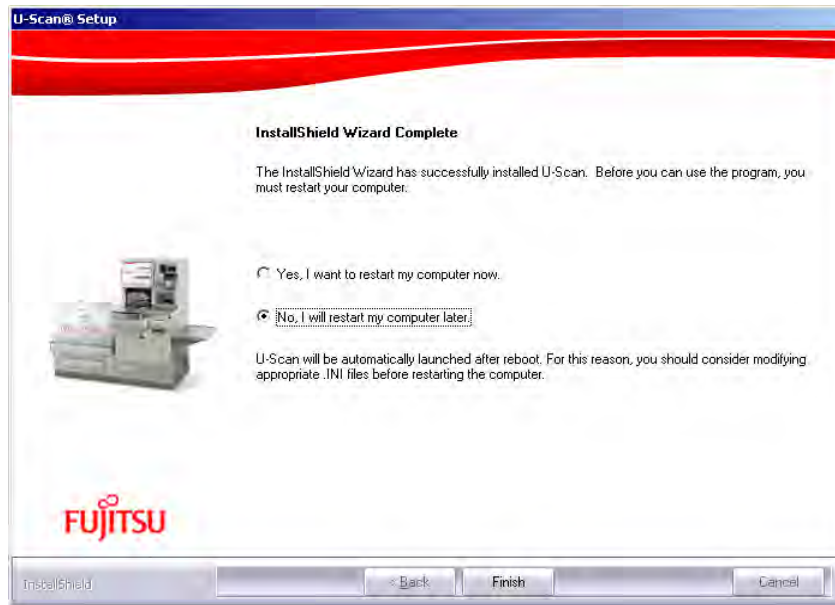 U-Scan® Setup
InstallShield Wizard Complete
The InstallShield Wizard has successfully installed U-Scan. Before you can use the program, you
must restart your computer.
Yes, I want to restart my computer now.
No, I will restart my computer later.
U-Scan will be automatically launched after reboot. For this reason, you should consider modifying
appropriate .INI files before restarting the computer.
FUJITSU
InstallShield
< Back
Finish
Cancel